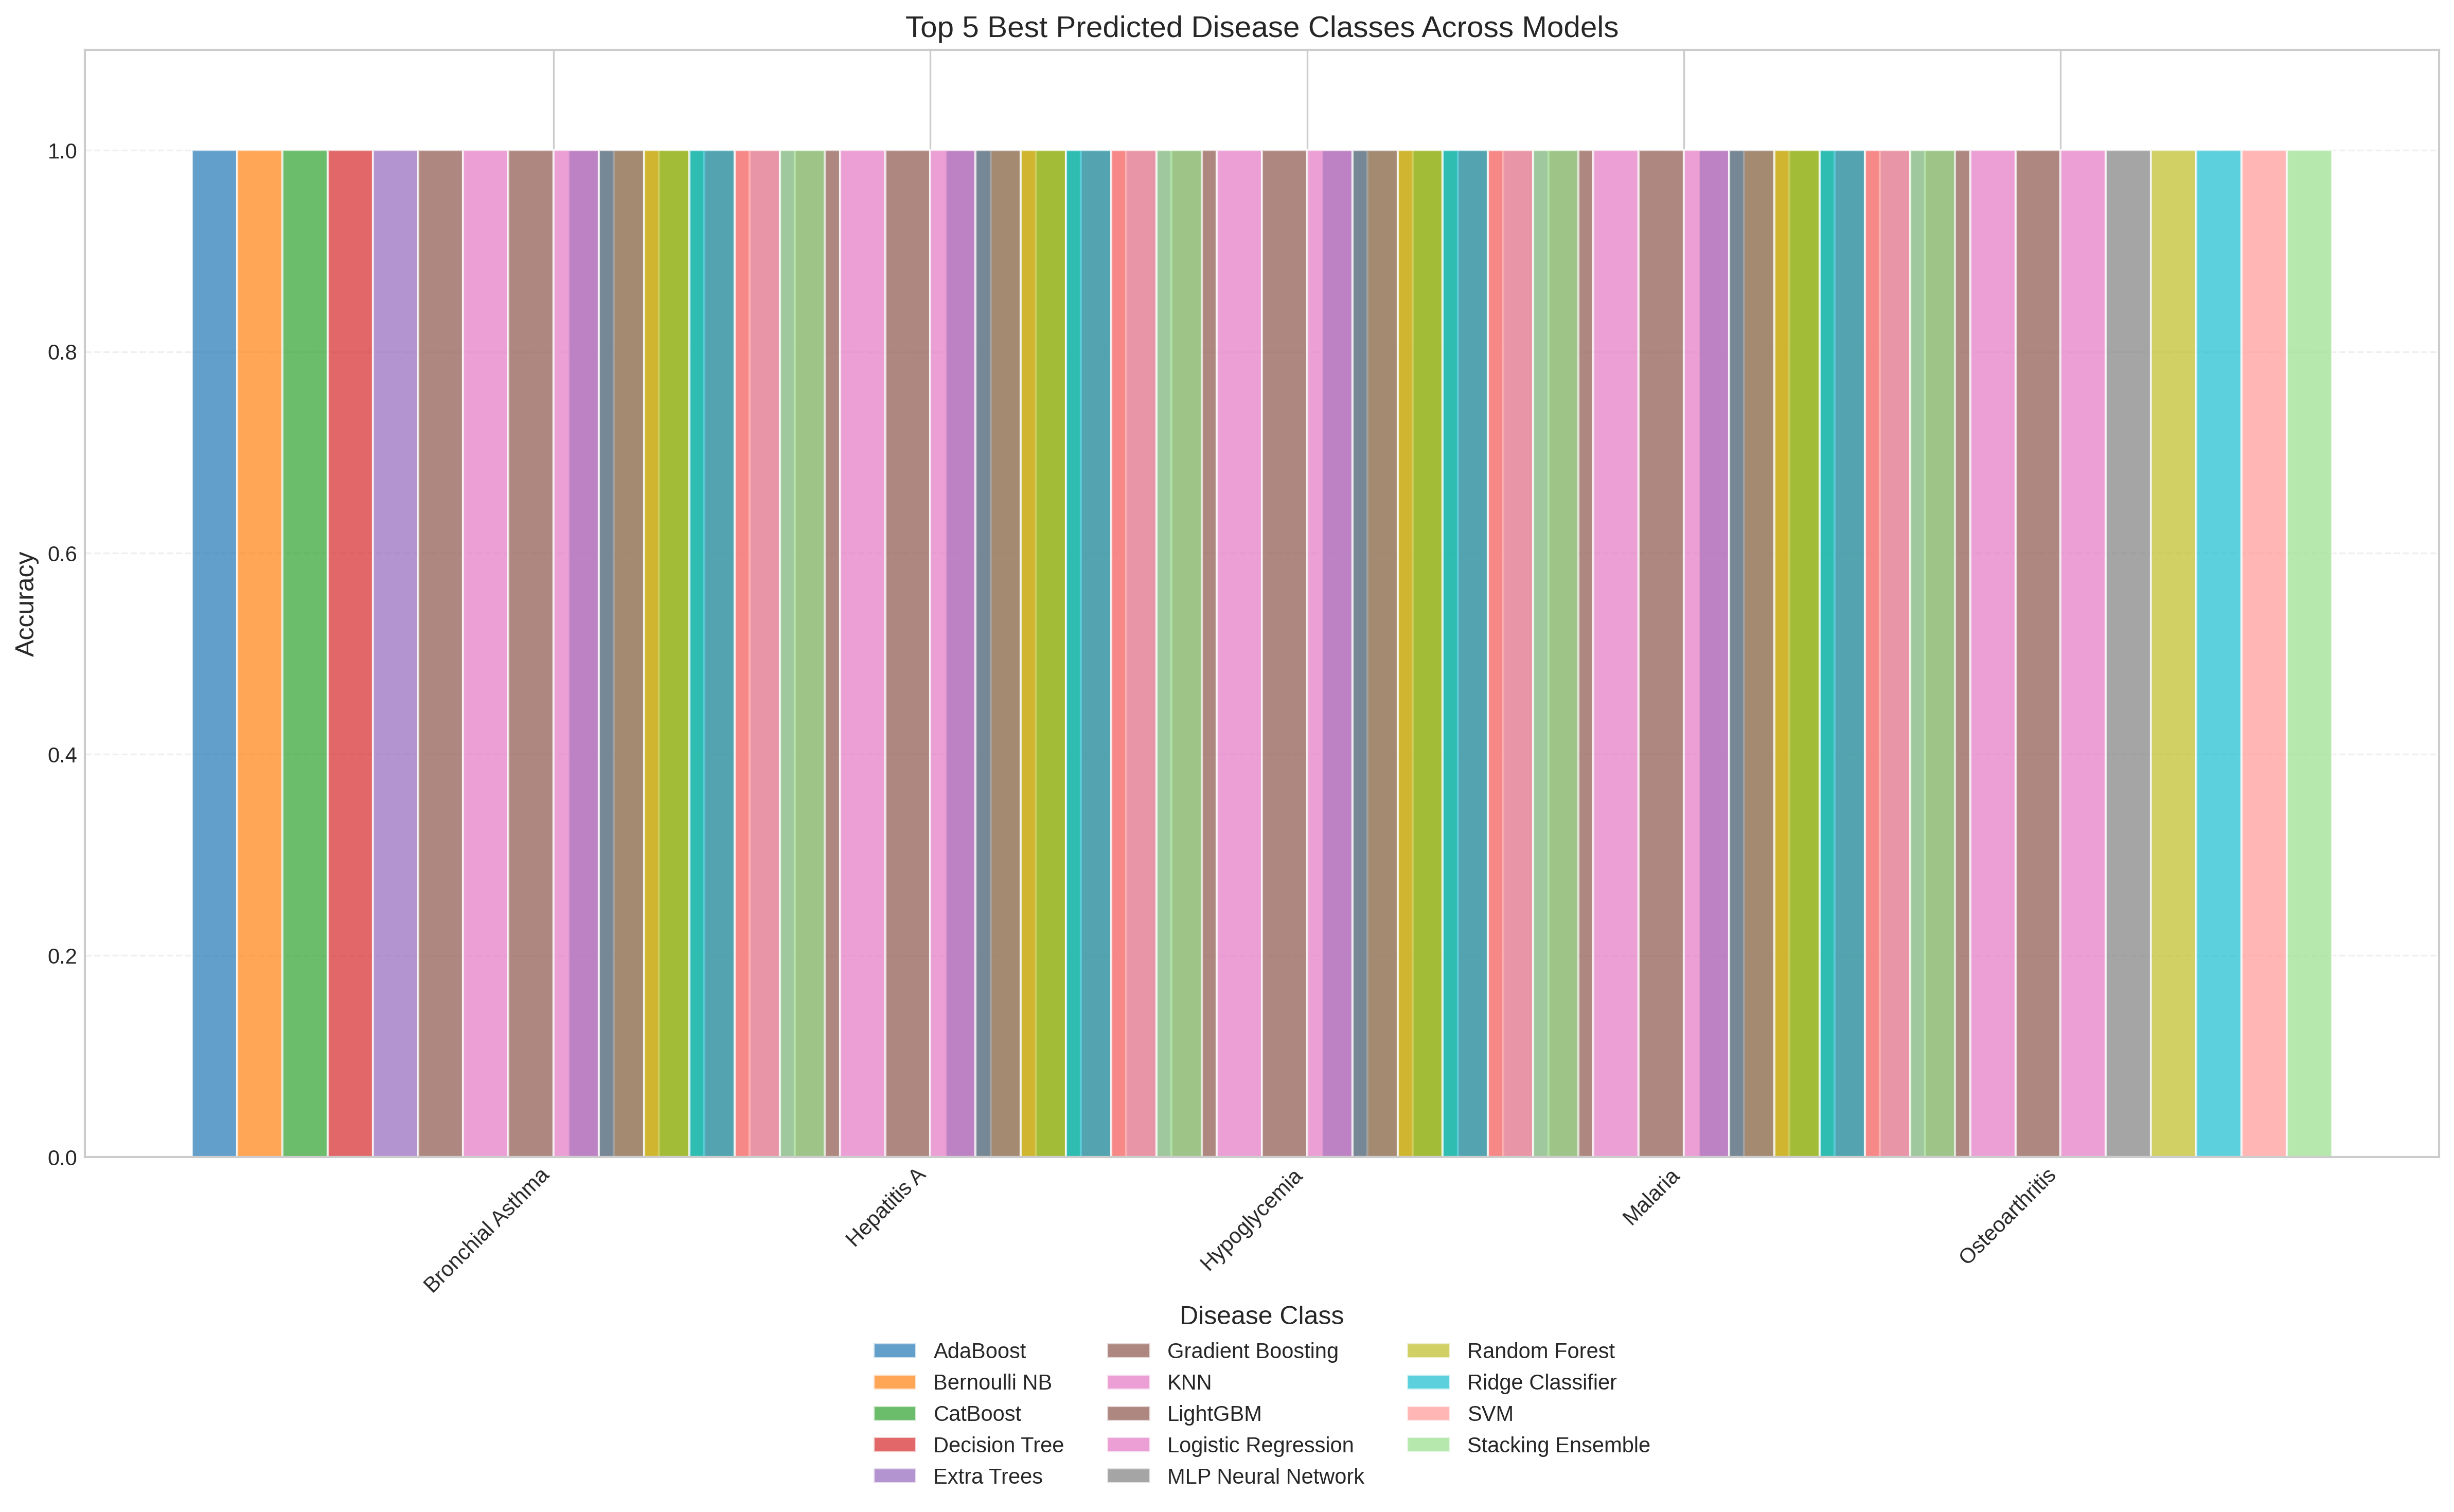 Top 5 Best Predicted Disease Classes Across Models
Accuracy
1.0
0.8
0.6
0.4
0.2
0.0
Bronchial Asthma
Hepatitis A
Hypoglycemia
Malaria
Osteoarthritis
Disease Class
AdaBoost
Bernoulli NB
CatBoost
Decision Tree
Extra Trees
Gradient Boosting
KNN
LightGBM
Logistic Regression
MLP Neural Network
Random Forest
Ridge Classifier
SVM
Stacking Ensemble